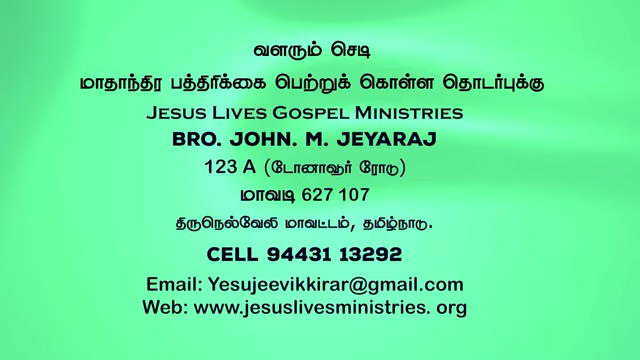 வளரும் செடி
மாதாந்திர பத்திரிக்கை பெற்றுக் கொள்ள தொடர்புக்கு
JESUS LIVES GOSPEL MINISTRIES
BRO. JOHN. M. JEYARAJ
123 A (டோனாவூர் ரோடு)
மாவடி 627 107
திருநெல்வேலி மாவட்டம், தமிழ்நாடு.
CELL 94431 13292
Email: Yesujeevikkirar@gmail.com
Web: www.jesuslivesministries. org